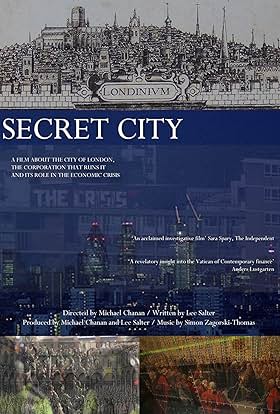 LONDINIVM
SECRET CITY
A FILM ABOUT THE CITY OF LONDON,
THE CORPORATION THAT RUNS IT
AND ITS ROLE IN THE ECONOMIC CRISIS
THE CRISIS
'An acclaimed investigative film' Sara Spary, The Independent
'A revelatory insight into the Vatican of Contemporary finance'
Anders Lustgarten
Directed by Michael Chanan / Written by Lee Salter
Produced by Michael Chanan and Lee Salter / Music by Simon Zagorski-Thomas